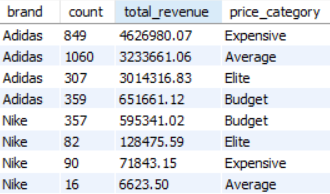 brand count total_revenue price_category
Adidas 849 4626980.07 Expensive
Adidas 1060 3233661.06 Average
Adidas 307 3014316.83 Elite
Adidas 359 651661.12 Budget
Nike 357 595341.02 Budget
Nike 82 128475.59 Elite
Nike 90 71843.15 Expensive
Nike 16 6623.50 Average